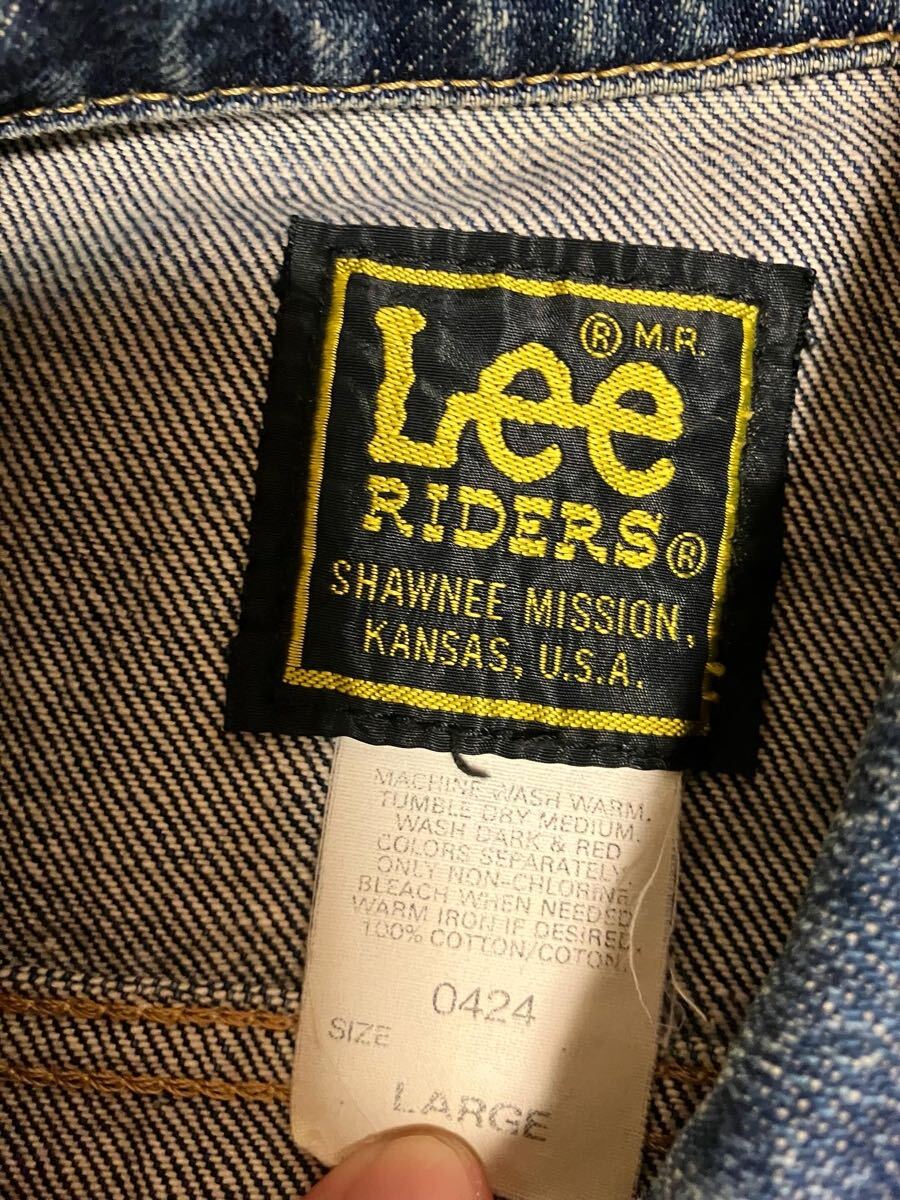 ® M.R.
Lee
RIDERS®
SHAWNEE MISSION,
KANSAS, U.S.A.
MACHINE WASH WARM.
TUMBLE DRY MEDIUM.
WASH DARK & RED
COLORS SEPARATELY.
ONLY NON-CHLORINE
BLEACH WHEN NEEDED
WARM IRON IF DESIRED.
100% COTTON/COTON.
0424
SIZE
LARGE